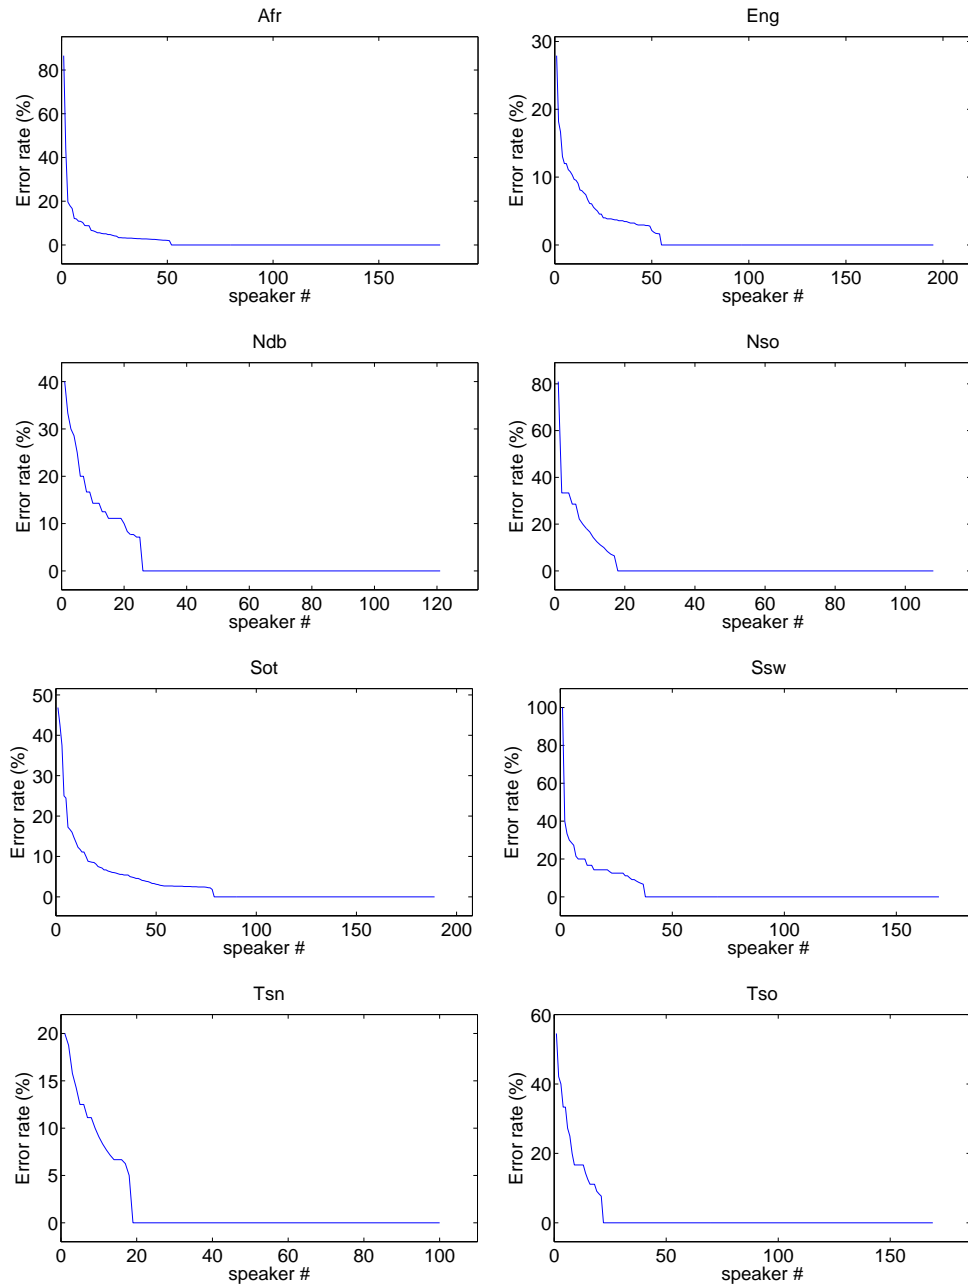 Afr
80
60
40
20
0
0 50 100 150
Error rate (%)
speaker #
Eng
30
20
10
0
0 50 100 150 200
Error rate (%)
speaker #
Ndb
40
30
20
10
0
0 20 40 60 80 100 120
Error rate (%)
speaker #
Nso
80
60
40
20
0
0 20 40 60 80 100
Error rate (%)
speaker #
Sot
50
40
30
20
10
0
0 50 100 150 200
Error rate (%)
speaker #
Ssw
100
80
60
40
20
0
0 50 100 150
Error rate (%)
speaker #
Tsn
20
15
10
5
0
0 20 40 60 80 100
Error rate (%)
speaker #
Tso
60
40
20
0
0 50 100 150
Error rate (%)
speaker #